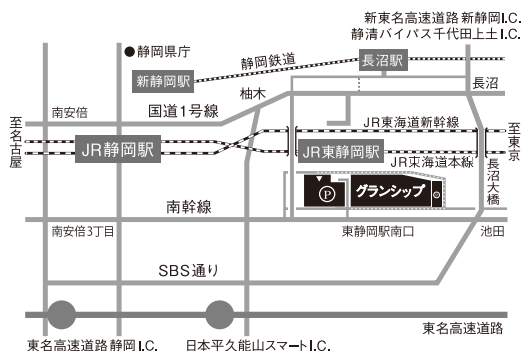 新東名高速道路 新静岡I.C.
静清バイパス千代田上土I.C.
静岡県庁
静岡鉄道
長沼駅
新静岡駅
柚木
長沼
南安倍
国道1号線
JR東海道新幹線
至名古屋
JR静岡駅
JR東静岡駅
至東京
JR東海道本線
長沼大橋
P
グランシップ
南幹線
南安倍3丁目
東静岡駅南口
池田
SBS通り
東名高速道路
東名高速道路 静岡I.C.
日本平久能山スマートI.C.